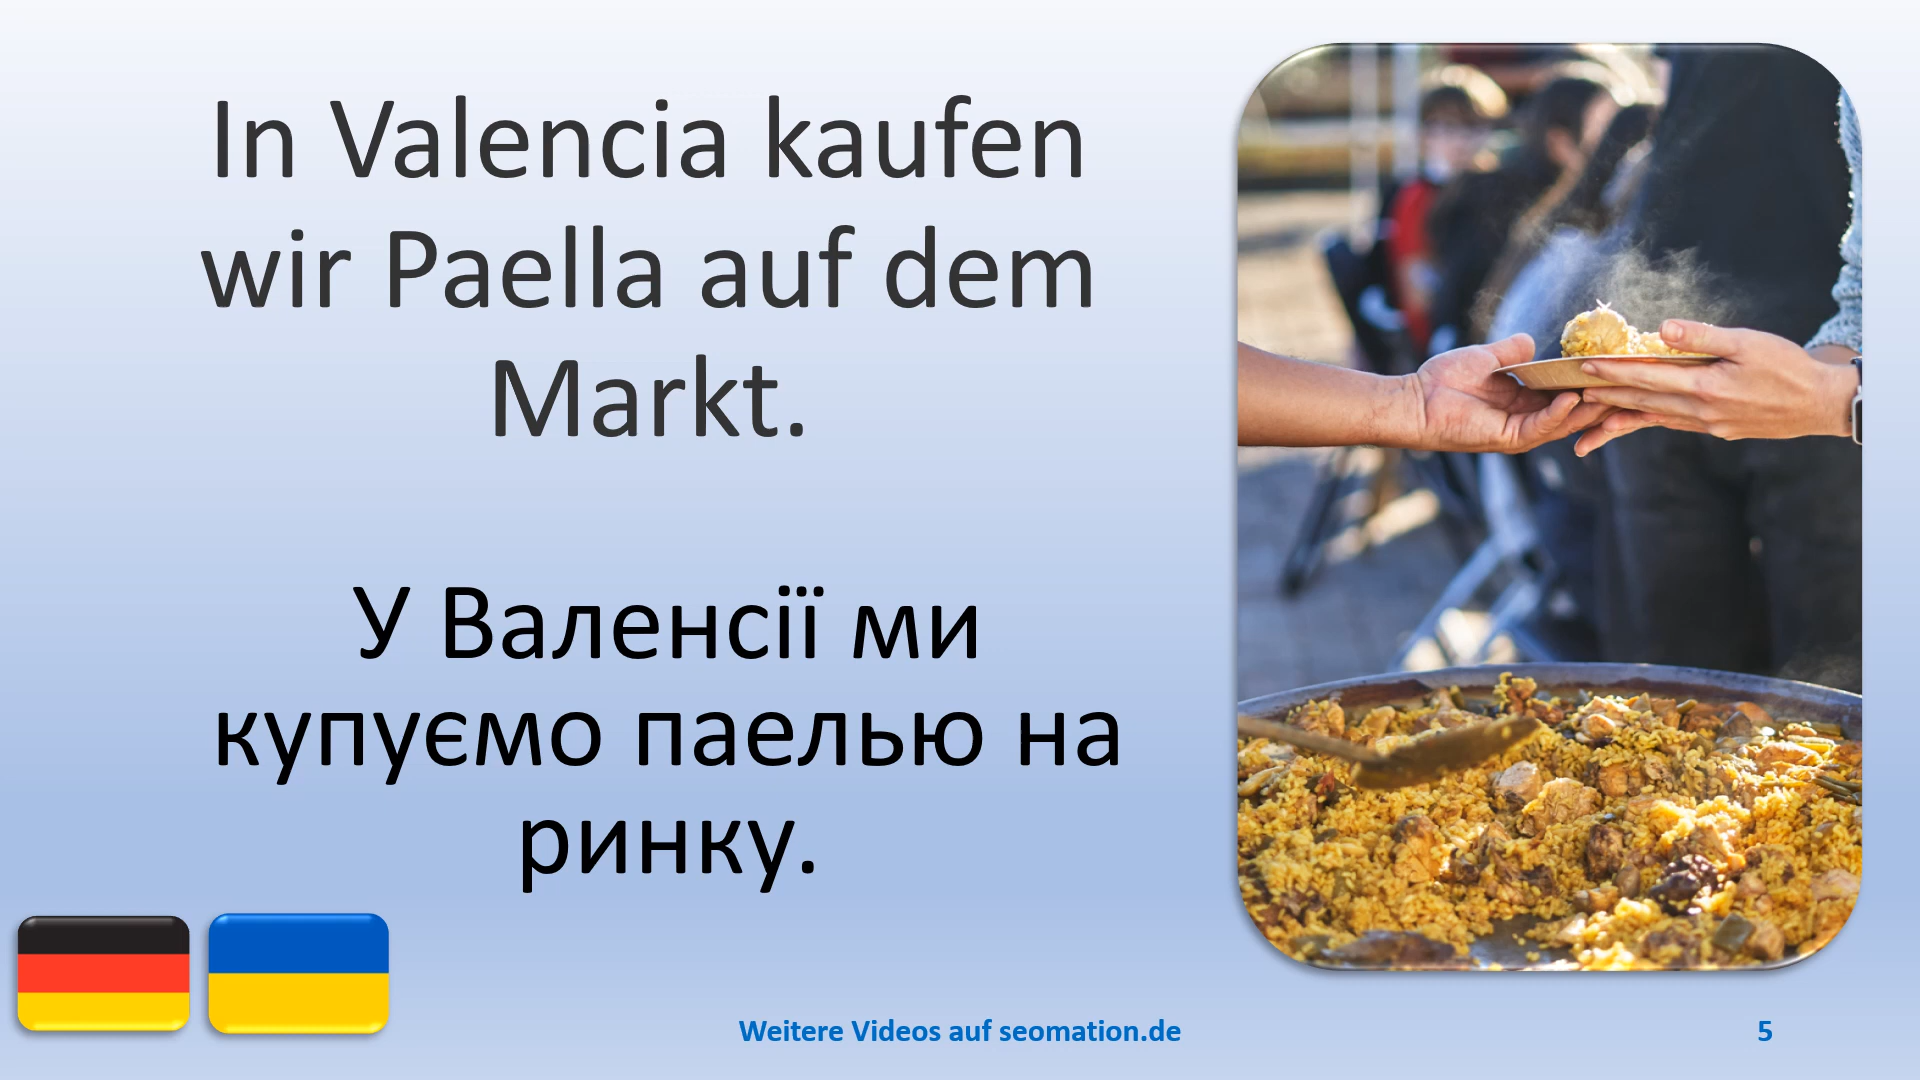 In Valencia kaufen
wir Paella auf dem
Markt.
У Валенсії ми
купуємо паелью на
ринку.
Weitere Videos auf seomation.de
5